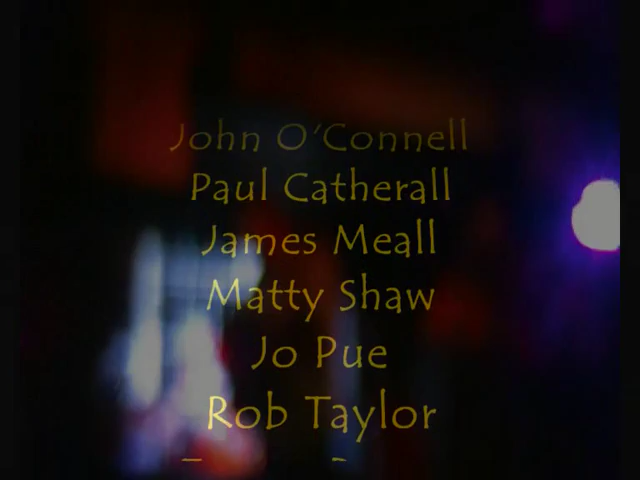 John O'Connell
Paul Catherall
James Meall
Matty Shaw
Jo Pue
Rob Taylor